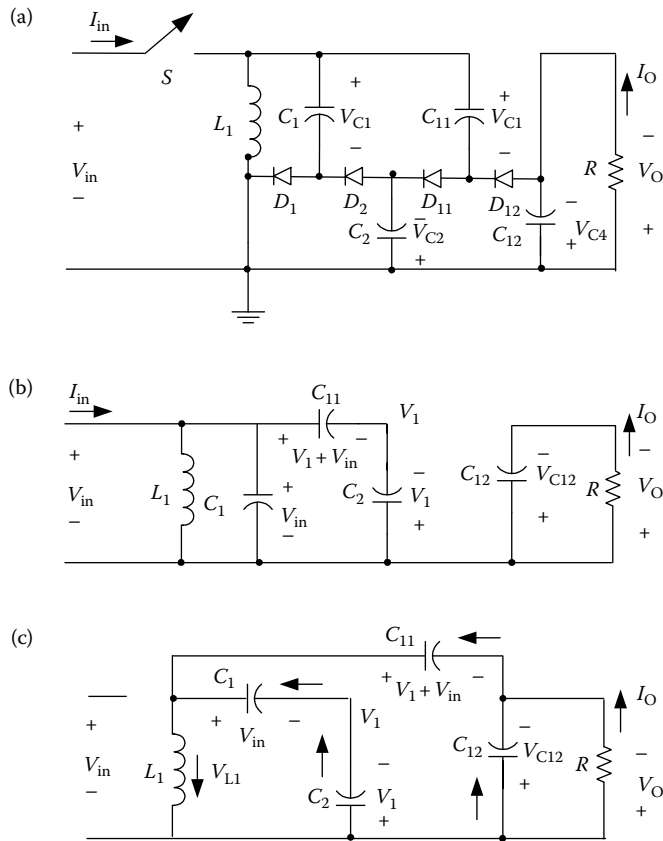 (a)
I_in
S
+
V_in
−
L_1
C_1
+
V_C1
−
C_11
+
V_C1
−
D_1
D_2
D_11
D_12
C_2
−
V_C2
+
C_12
−
V_C4
+
R
I_O
−
V_O
+
(b)
I_in
+
V_in
−
L_1
C_1
+
V_in
−
C_11
+ −
V_1 + V_in
V_1
C_2
−
V_1
+
C_12
−
V_C12
+
I_O
R
−
V_O
+
(c)
+
V_in
−
L_1
V_L1
C_1
+ −
V_in
C_11
+ −
V_1 + V_in
V_1
C_2
−
V_1
+
C_12
−
V_C12
+
I_O
R
−
V_O
+